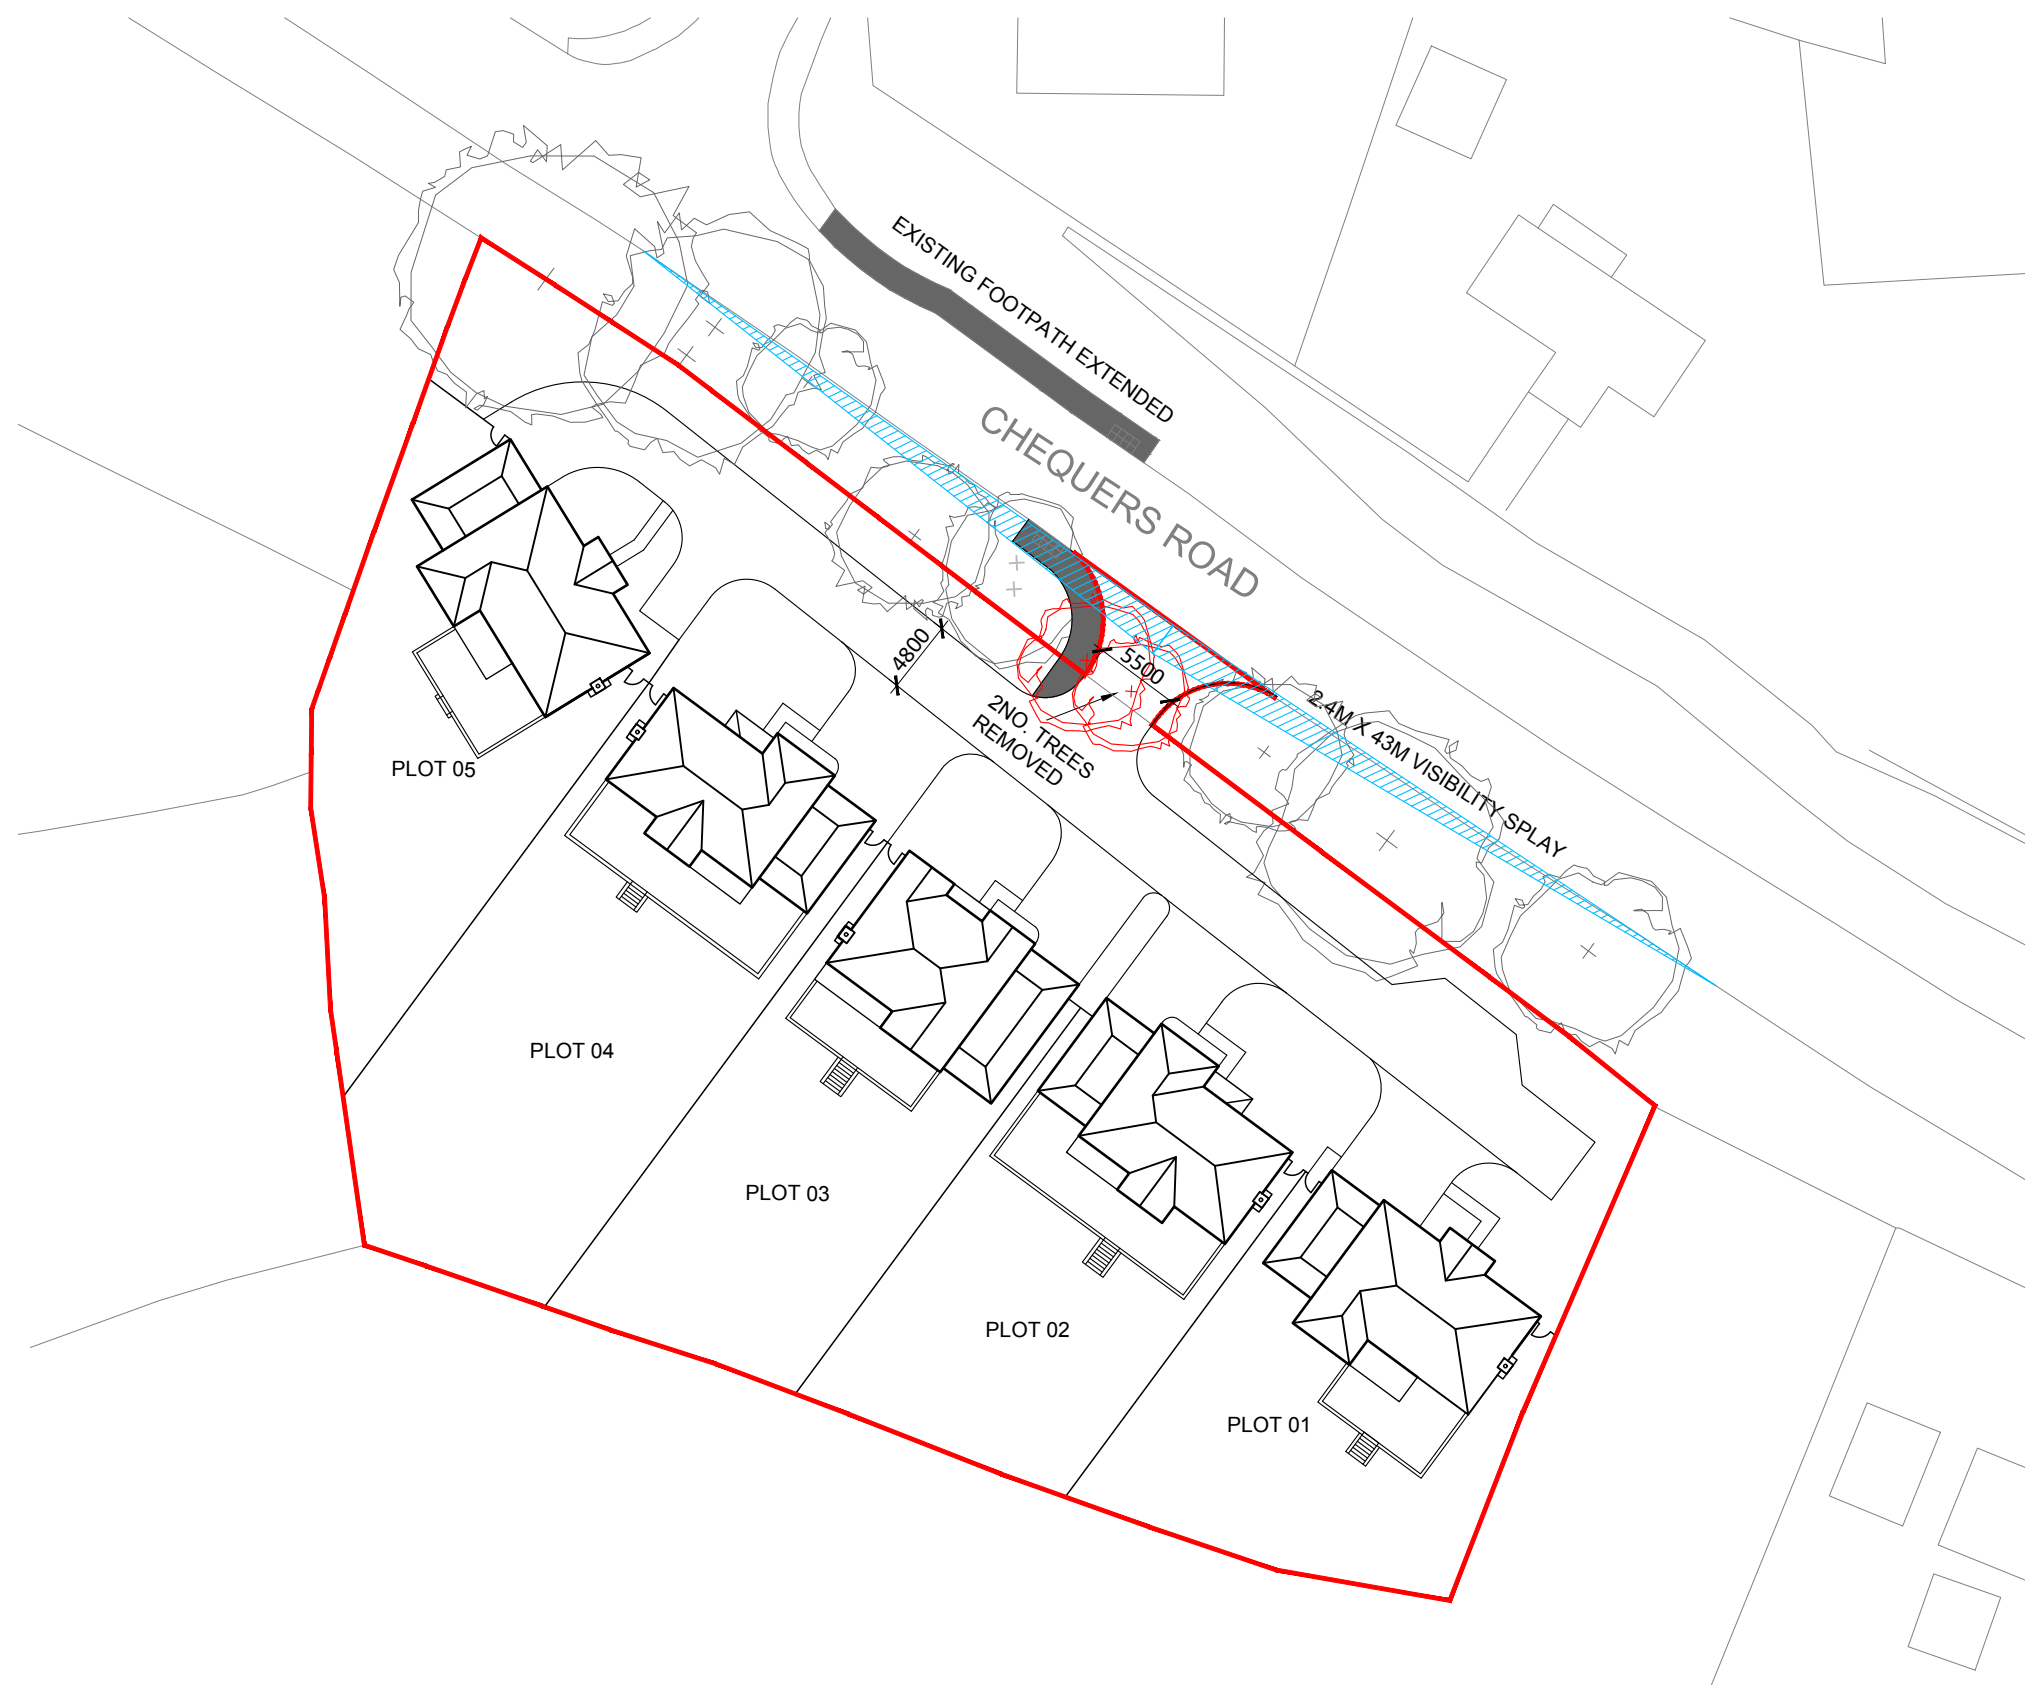 EXISTING FOOTPATH EXTENDED
CHEQUERS ROAD
4800
5500
2NO. TREES
REMOVED
2.4M X 43M VISIBILITY SPLAY
PLOT 05
PLOT 04
PLOT 03
PLOT 02
PLOT 01